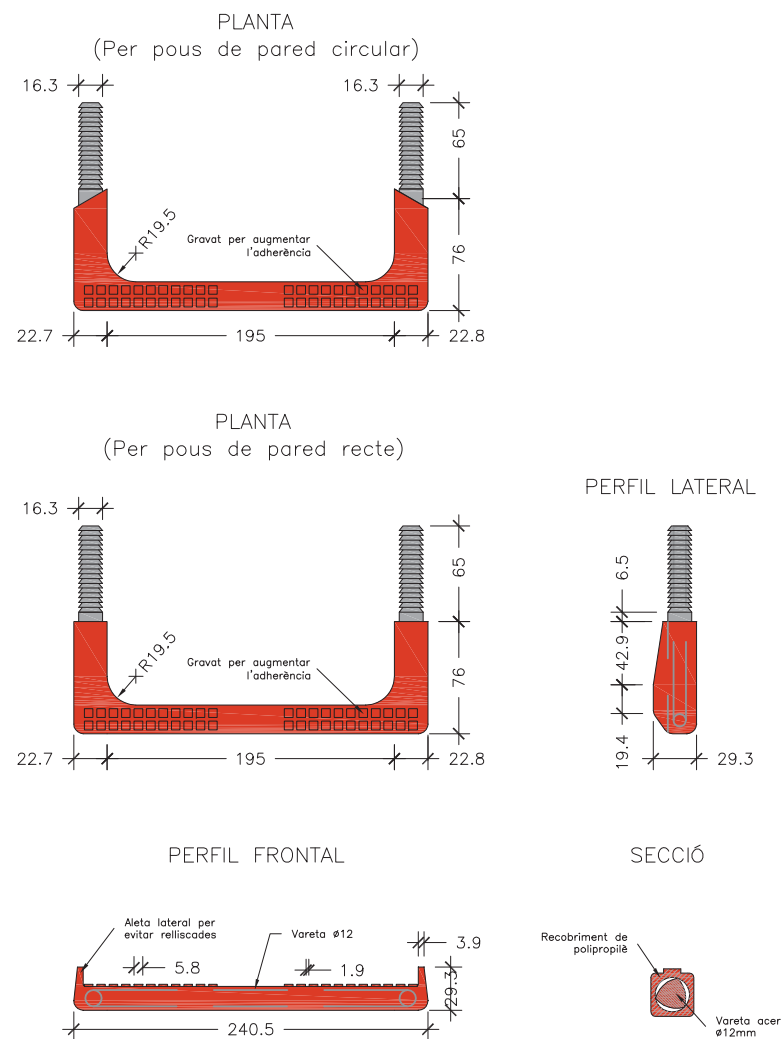 PLANTA
(Per pous de pared circular)
16.3
16.3
65
R19.5
Gravat per augmentar
l'adherència
76
22.7
195
22.8
PLANTA
(Per pous de pared recte)
PERFIL LATERAL
16.3
65
6.5
R19.5
Gravat per augmentar
l'adherència
42.9
76
22.7
195
22.8
19.4
29.3
PERFIL FRONTAL
SECCIÓ
Aleta lateral per
evitar relliscades
Vareta ø12
3.9
5.8
1.9
29.3
240.5
Recobriment de
polipropilè
Vareta acer
ø12mm